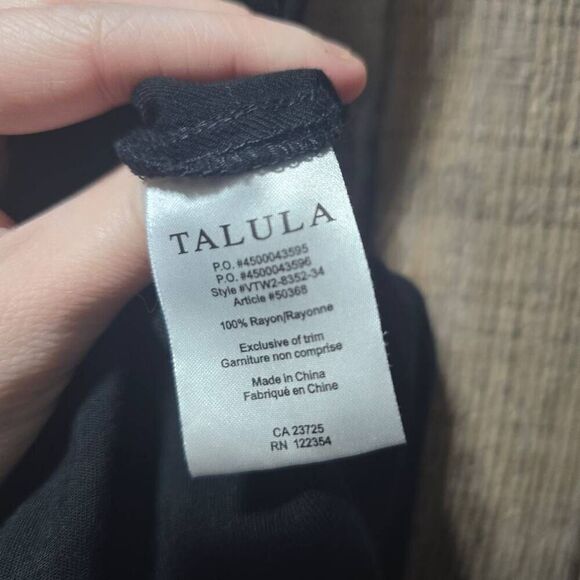 TALULA
P.O. #4500043595
P.O. #4500043596
Style #VTW2-8352-34
Article #50368
100% Rayon/Rayonne
Exclusive of trim
Garniture non comprise
Made in China
Fabriqué en Chine
CA 23725
RN 122354